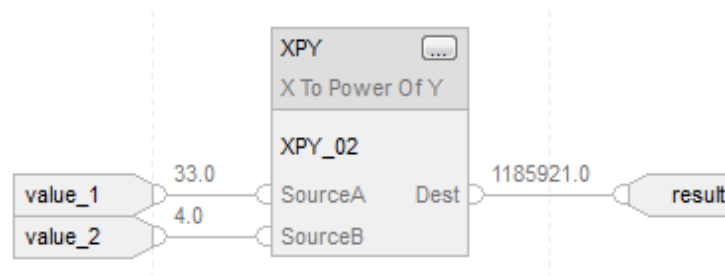 XPY ...
X To Power Of Y
XPY_02
33.0 1185921.0
value_1 SourceA Dest result
4.0
value_2 SourceB